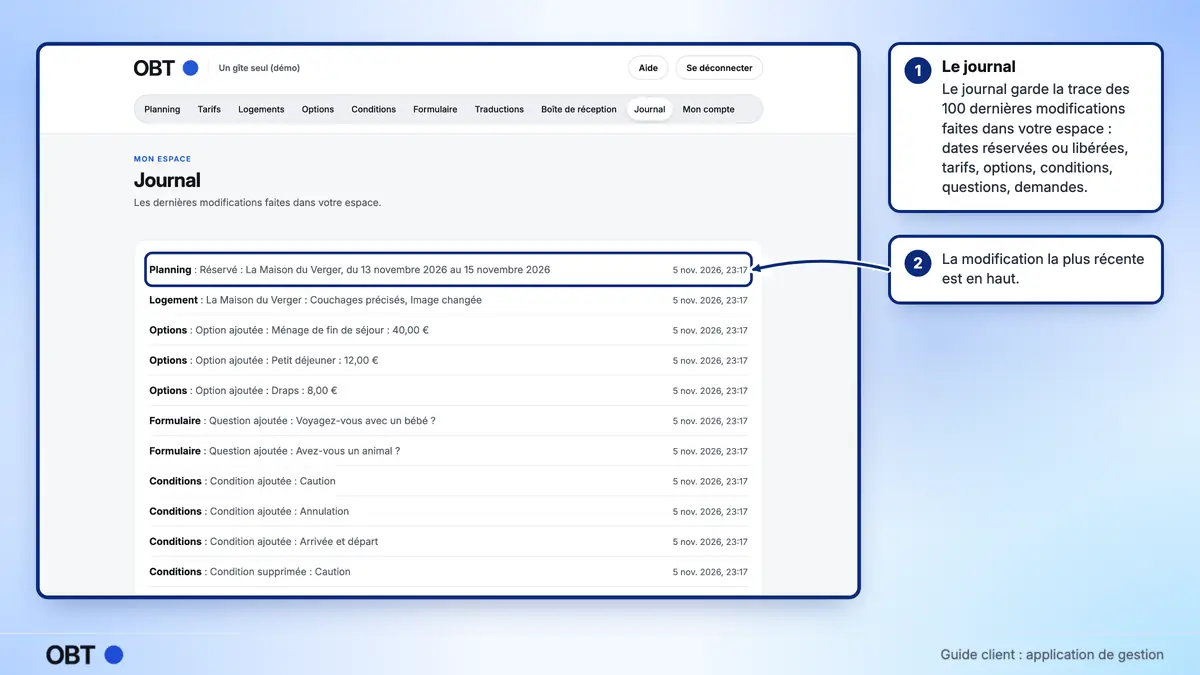 OBT
Un gîte seul (démo)
Aide
Se déconnecter
Planning
Tarifs
Logements
Options
Conditions
Formulaire
Traductions
Boîte de réception
Journal
Mon compte
MON ESPACE
Journal
Les dernières modifications faites dans votre espace.
Planning : Réservé : La Maison du Verger, du 13 novembre 2026 au 15 novembre 2026 5 nov. 2026, 23:17
Logement : La Maison du Verger : Couchages précisés, Image changée 5 nov. 2026, 23:17
Options : Option ajoutée : Ménage de fin de séjour : 40,00 € 5 nov. 2026, 23:17
Options : Option ajoutée : Petit déjeuner : 12,00 € 5 nov. 2026, 23:17
Options : Option ajoutée : Draps : 8,00 € 5 nov. 2026, 23:17
Formulaire : Question ajoutée : Voyagez-vous avec un bébé ? 5 nov. 2026, 23:17
Formulaire : Question ajoutée : Avez-vous un animal ? 5 nov. 2026, 23:17
Conditions : Condition ajoutée : Caution 5 nov. 2026, 23:17
Conditions : Condition ajoutée : Annulation 5 nov. 2026, 23:17
Conditions : Condition ajoutée : Arrivée et départ 5 nov. 2026, 23:17
Conditions : Condition supprimée : Caution 5 nov. 2026, 23:17
1
Le journal
Le journal garde la trace des
100 dernières modifications
faites dans votre espace :
dates réservées ou libérées,
tarifs, options, conditions,
questions, demandes.
2
La modification la plus récente
est en haut.
OBT
Guide client : application de gestion